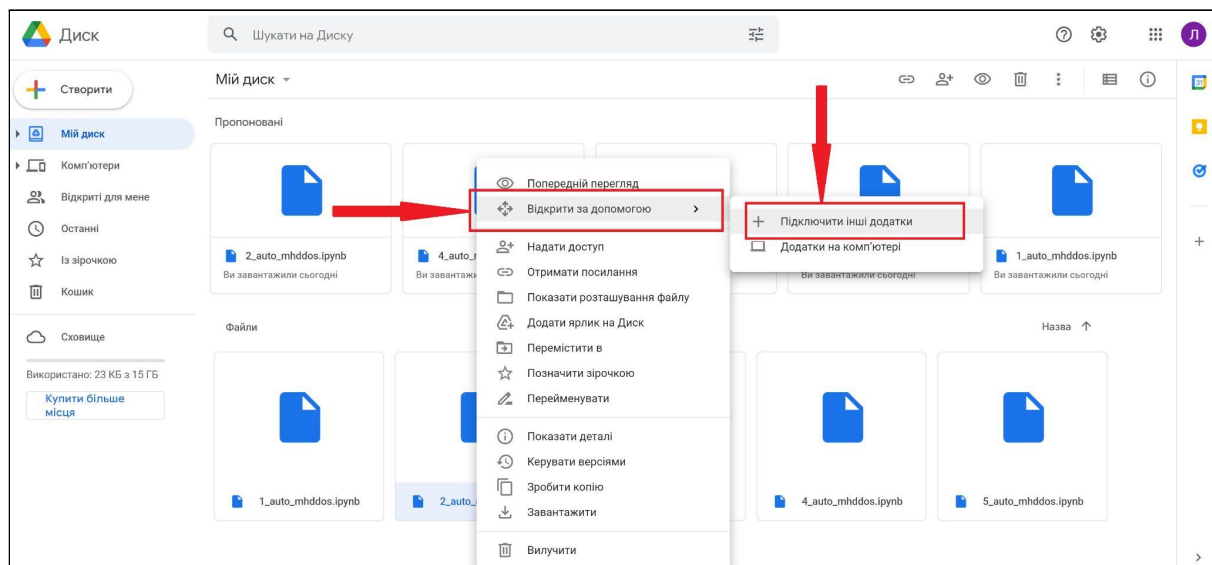 Диск
Шукати на Диску
Л
Створити
Мій диск
31
Пропоновані
Мій диск
Комп'ютери
Відкриті для мене
Останні
Із зірочкою
Кошик
Сховище
Використано: 23 КБ з 15 ГБ
Купити більше
місця
2_auto_mhddos.ipynb
Ви завантажили сьогодні
Ви завантажили сьогодні
1_auto_mhddos.ipynb
Ви завантажили сьогодні
Попередній перегляд
Відкрити за допомогою
Підключити інші додатки
Додатки на комп'ютері
Надати доступ
Отримати посилання
Показати розташування файлу
Додати ярлик на Диск
Перемістити в
Позначити зірочкою
Перейменувати
Показати деталі
Керувати версіями
Зробити копію
Завантажити
Вилучити
Файли
Назва
1_auto_mhddos.ipynb
4_auto_mhddos.ipynb
5_auto_mhddos.ipynb